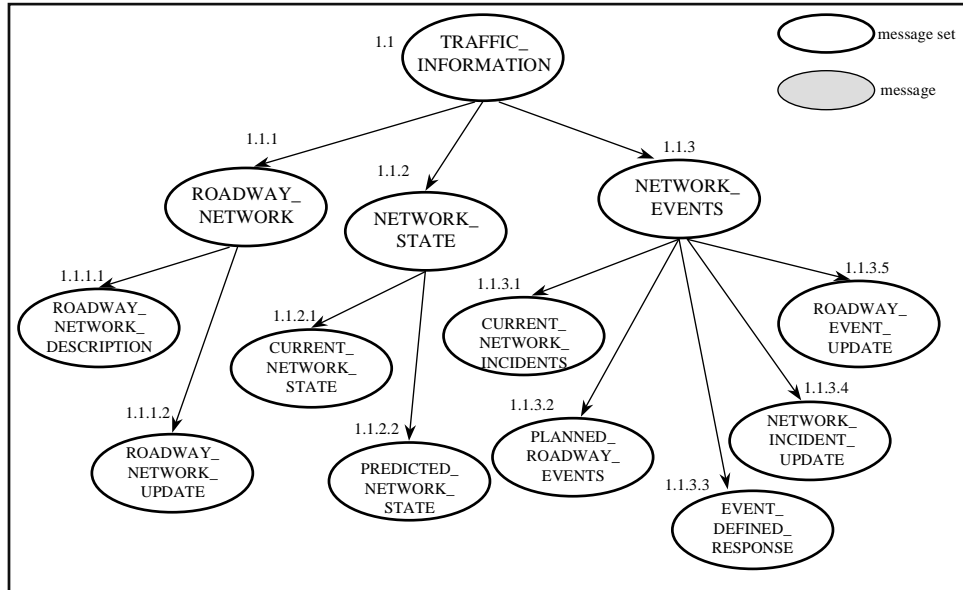 1.1
TRAFFIC_
INFORMATION
message set
message
1.1.1
ROADWAY_
NETWORK
1.1.2
NETWORK_
STATE
1.1.3
NETWORK_
EVENTS
1.1.1.1
ROADWAY_
NETWORK_
DESCRIPTION
1.1.1.2
ROADWAY_
NETWORK_
UPDATE
1.1.2.1
CURRENT_
NETWORK_
STATE
1.1.2.2
PREDICTED_
NETWORK_
STATE
1.1.3.1
CURRENT_
NETWORK_
INCIDENTS
1.1.3.2
PLANNED_
ROADWAY_
EVENTS
1.1.3.3
EVENT_
DEFINED_
RESPONSE
1.1.3.4
NETWORK_
INCIDENT_
UPDATE
1.1.3.5
ROADWAY_
EVENT_
UPDATE